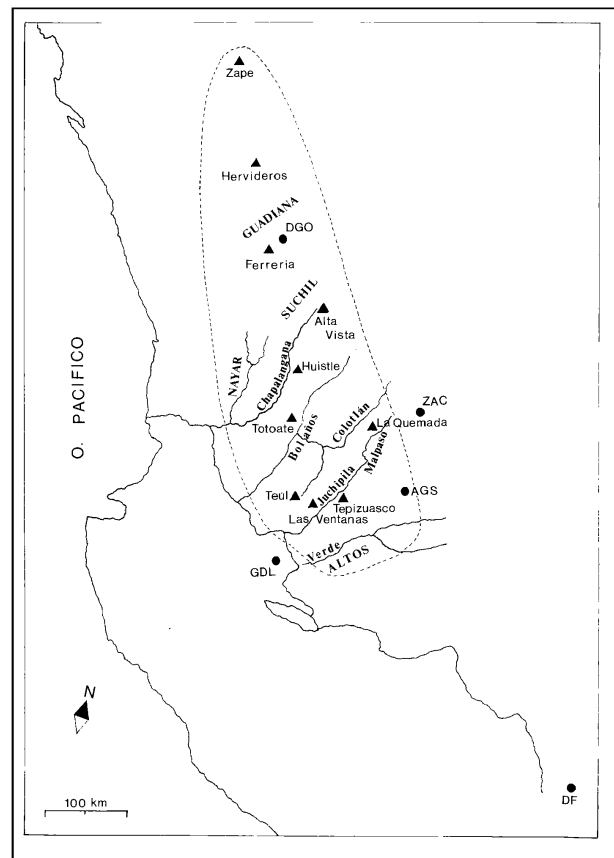 Zape
Hervideros
GUADIANA
DGO
Ferreria
SUCHIL
Alta
Vista
NAYAR
Chapalangana
Huistle
O. PACIFICO
ZAC
Totoate
Bolaños
Colotlán
La Quemada
Malpaso
Teul
Juchipila
AGS
Las Ventanas
Tepizuasco
Verde
ALTOS
GDL
N
100 km
DF